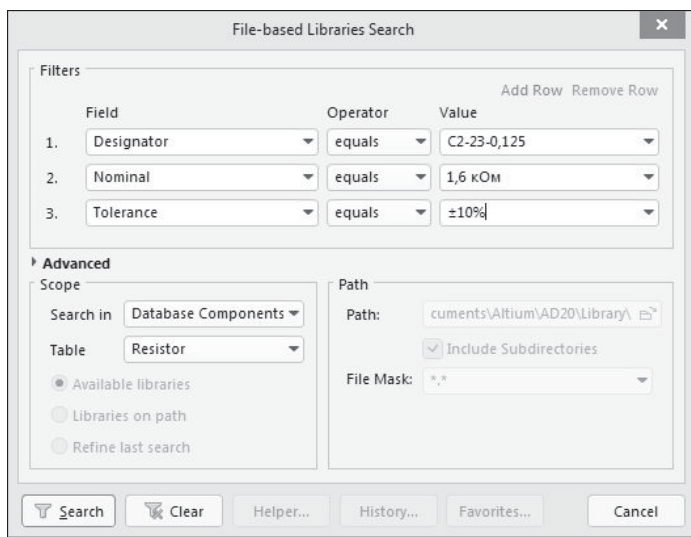 File-based Libraries Search
Filters
Add Row Remove Row
Field Operator Value
1. Designator equals C2-23-0,125
2. Nominal equals 1,6 кОм
3. Tolerance equals ±10%
Advanced
Scope
Search in Database Components
Table Resistor
Available libraries
Libraries on path
Refine last search
Path
Path: cuments\Altium\AD20\Library\
Include Subdirectories
File Mask: *.*
Search Clear Helper... History... Favorites... Cancel